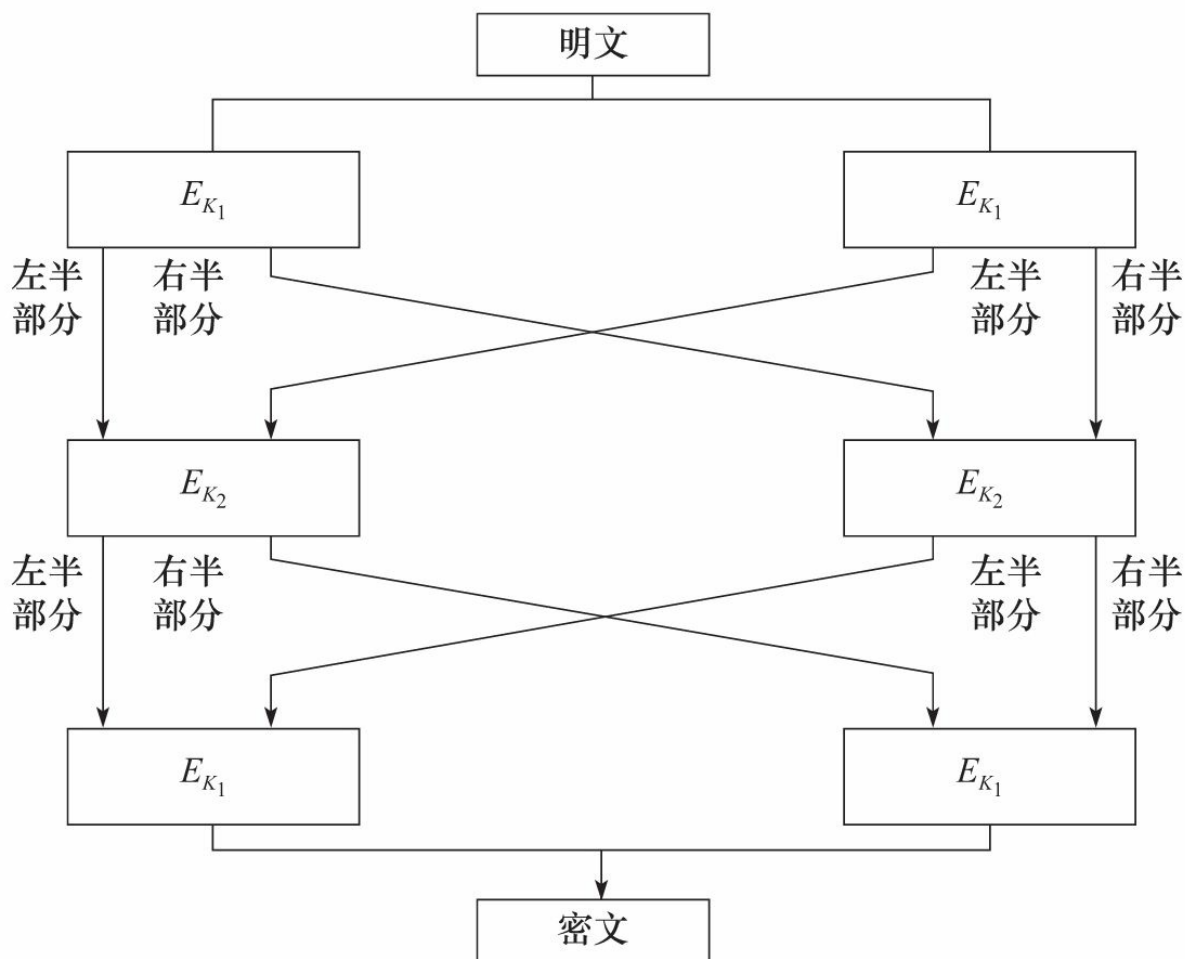 明文
E_{K_1} E_{K_1}
左半 右半 左半 右半
部分 部分 部分 部分
E_{K_2} E_{K_2}
左半 右半 左半 右半
部分 部分 部分 部分
E_{K_1} E_{K_1}
密文